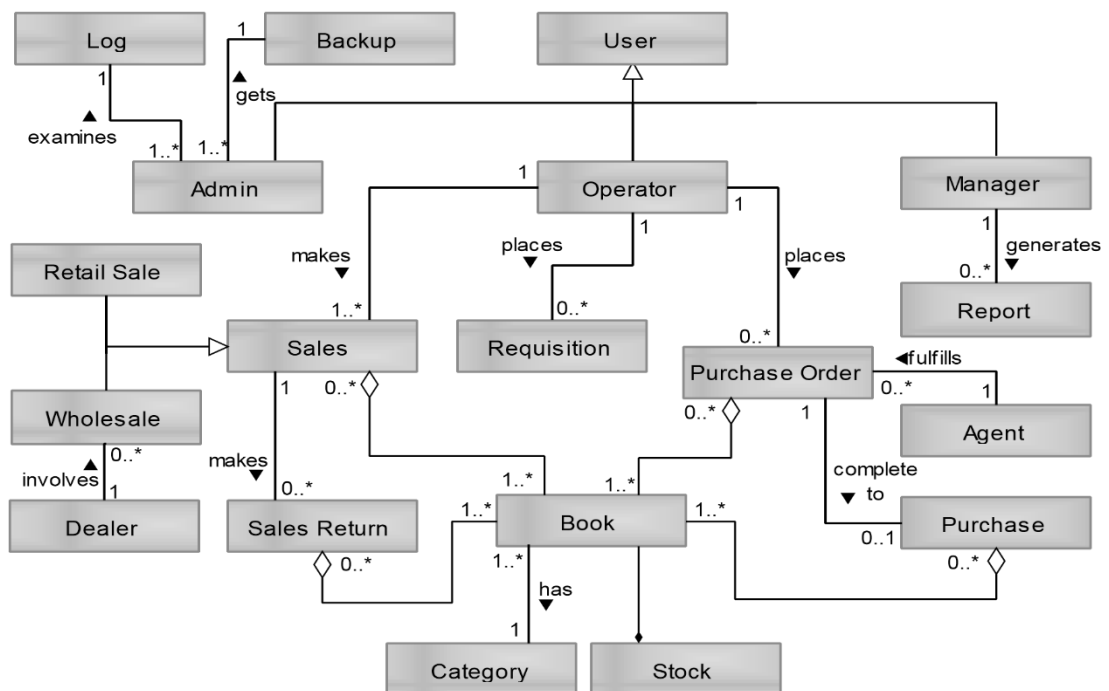 Log
1
Backup
User
1
gets
examines
1..*
1..*
Admin
1
Operator
1
1
Manager
1
makes
places
places
generates
0..*
Report
Retail Sale
1..*
0..*
Sales
Requisition
0..*
Purchase Order
fulfills
0..*
1
Agent
0..*
1
0..*
1
Wholesale
0..*
involves
1
Dealer
makes
0..*
Sales Return
0..*
1..*
1..*
1..*
1..*
Book
1..*
complete
to
0..1
Purchase
0..*
has
1
Category
Stock